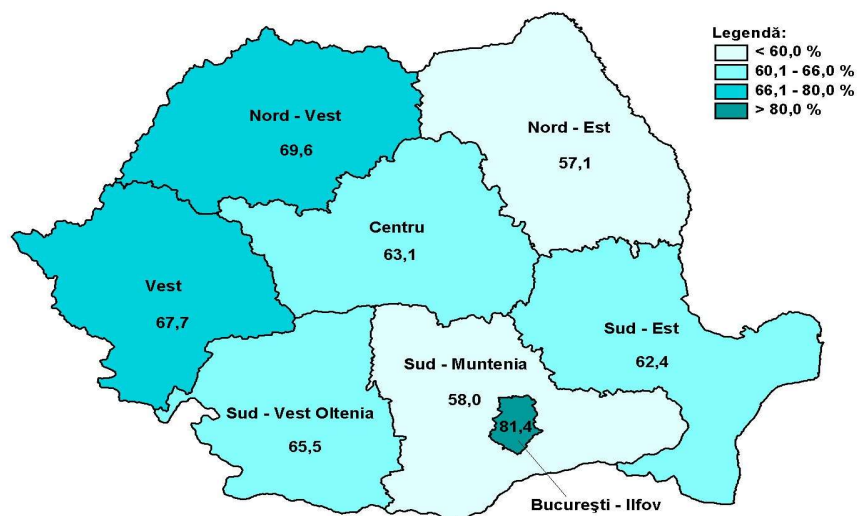 Legendă:
< 60,0 %
60,1 - 66,0 %
66,1 - 80,0 %
> 80,0 %
Nord - Vest
69,6
Nord - Est
57,1
Centru
63,1
Vest
67,7
Sud - Est
62,4
Sud - Muntenia
58,0
Sud - Vest Oltenia
65,5
81,4
Bucureşti - Ilfov